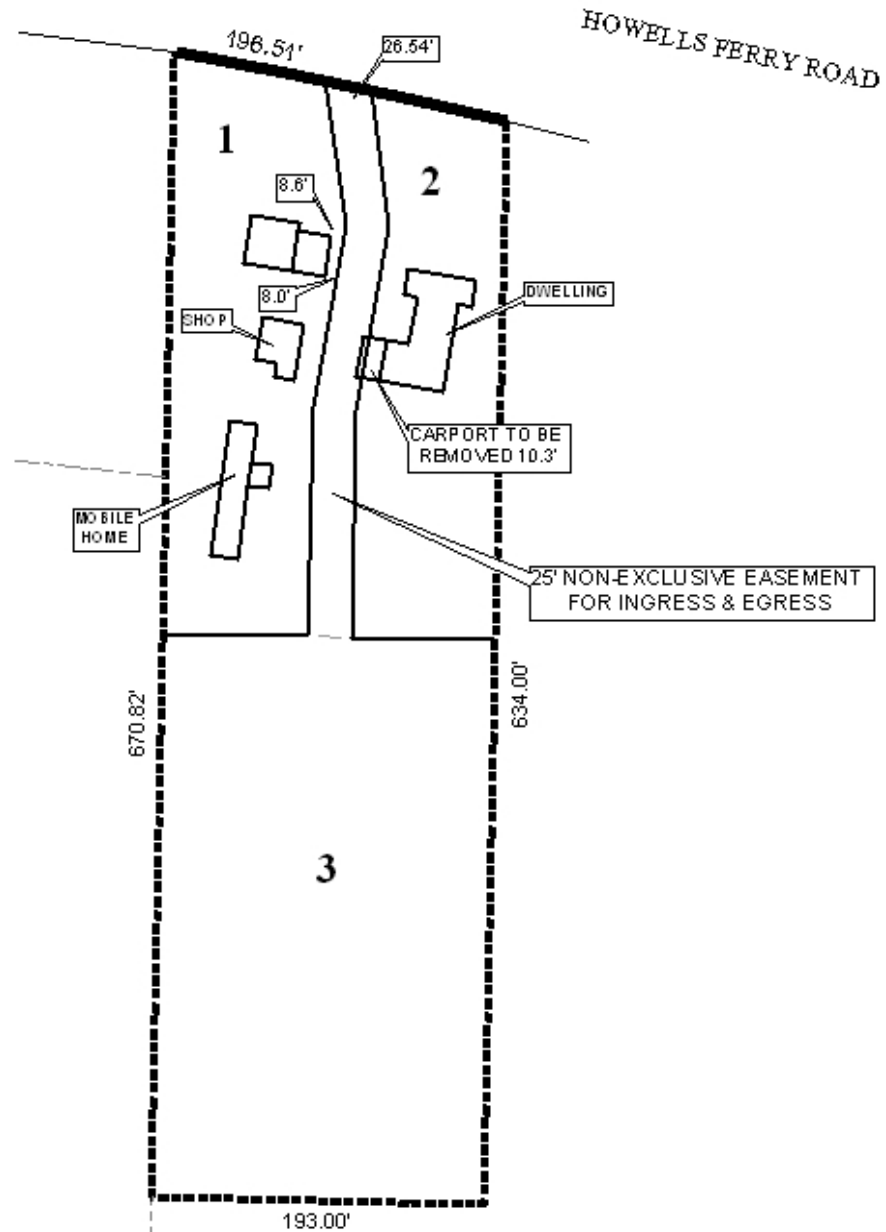 HOWELLS FERRY ROAD
196.51'
26.54'
1
2
8.6'
8.0'
SHOP
DWELLING
CARPORT TO BE
REMOVED 10.3'
MOBILE
HOME
25' NON-EXCLUSIVE EASEMENT
FOR INGRESS & EGRESS
670.82'
634.00'
3
193.00'